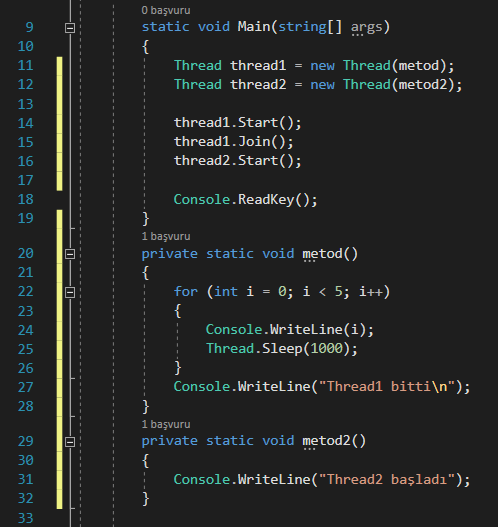 0 başvuru
9 static void Main(string[] args)
10 {
11 Thread thread1 = new Thread(metod);
12 Thread thread2 = new Thread(metod2);
13
14 thread1.Start();
15 thread1.Join();
16 thread2.Start();
17
18 Console.ReadKey();
19 }
1 başvuru
20 private static void metod()
21 {
22 for (int i = 0; i < 5; i++)
23 {
24 Console.WriteLine(i);
25 Thread.Sleep(1000);
26 }
27 Console.WriteLine("Thread1 bitti\n");
28 }
1 başvuru
29 private static void metod2()
30 {
31 Console.WriteLine("Thread2 başladı");
32 }
33